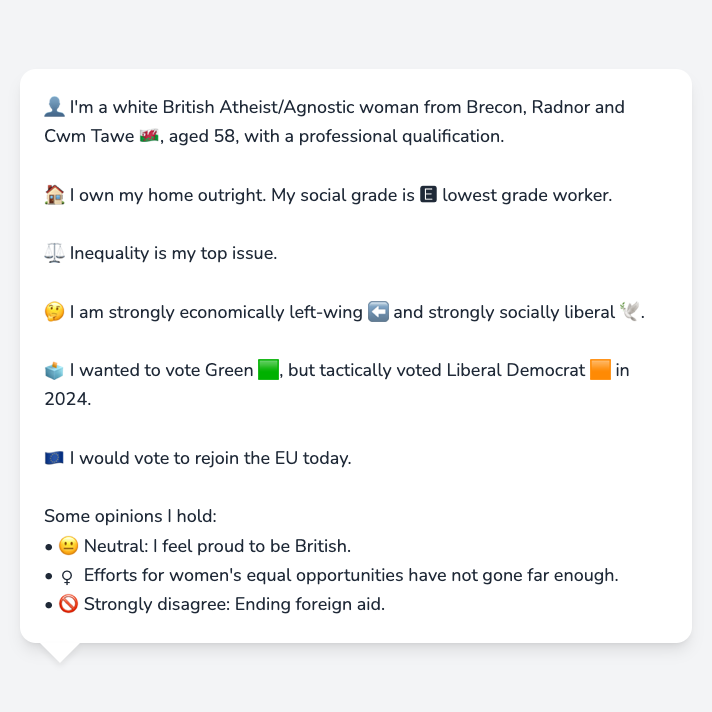 👤 I'm a white British Atheist/Agnostic woman from Brecon, Radnor and
Cwm Tawe 🏴󠁧󠁢󠁷󠁬󠁳󠁿, aged 58, with a professional qualification.
🏠 I own my home outright. My social grade is 🅴 lowest grade worker.
⚖️ Inequality is my top issue.
🤔 I am strongly economically left-wing ⬅️ and strongly socially liberal 🕊️.
🗳️ I wanted to vote Green 🟩, but tactically voted Liberal Democrat 🟧 in
2024.
🇪🇺 I would vote to rejoin the EU today.
Some opinions I hold:
• 😐 Neutral: I feel proud to be British.
• ♀ Efforts for women's equal opportunities have not gone far enough.
• 🚫 Strongly disagree: Ending foreign aid.